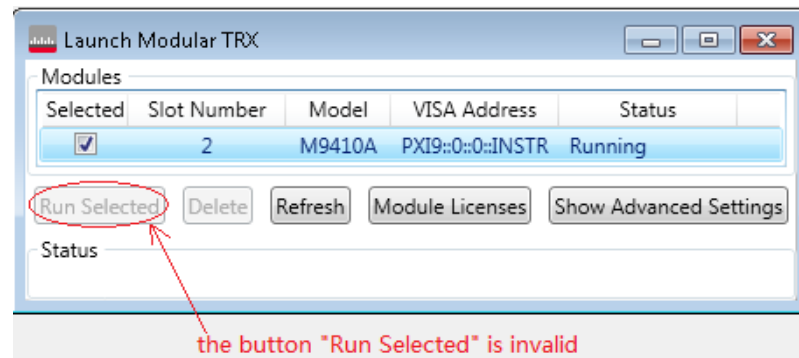 Launch Modular TRX
Modules
Selected Slot Number Model VISA Address Status
2 M9410A PXI9::0::0::INSTR Running
Run Selected Delete Refresh Module Licenses Show Advanced Settings
Status
the button "Run Selected" is invalid